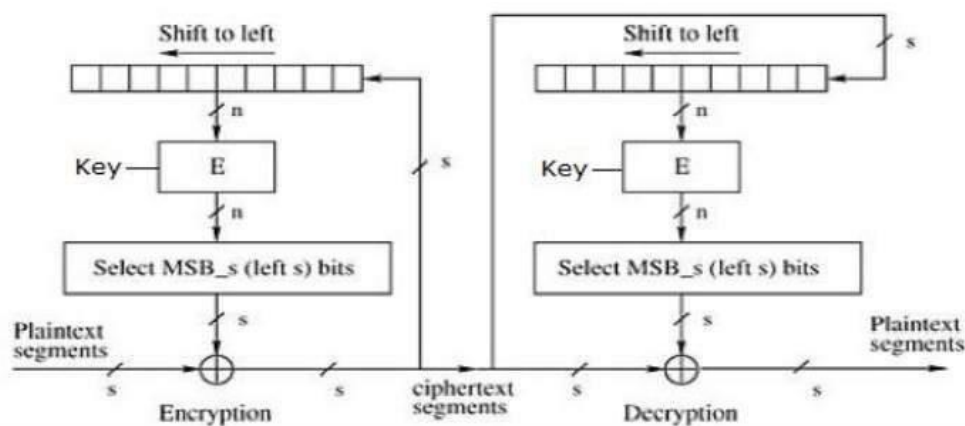 Shift to left
Shift to left
s
n
n
Key
E
s
Key
E
n
n
Select MSB_s (left s) bits
Select MSB_s (left s) bits
s
s
Plaintext
segments
Plaintext
segments
s
s
ciphertext
segments
s
s
Encryption
Decryption